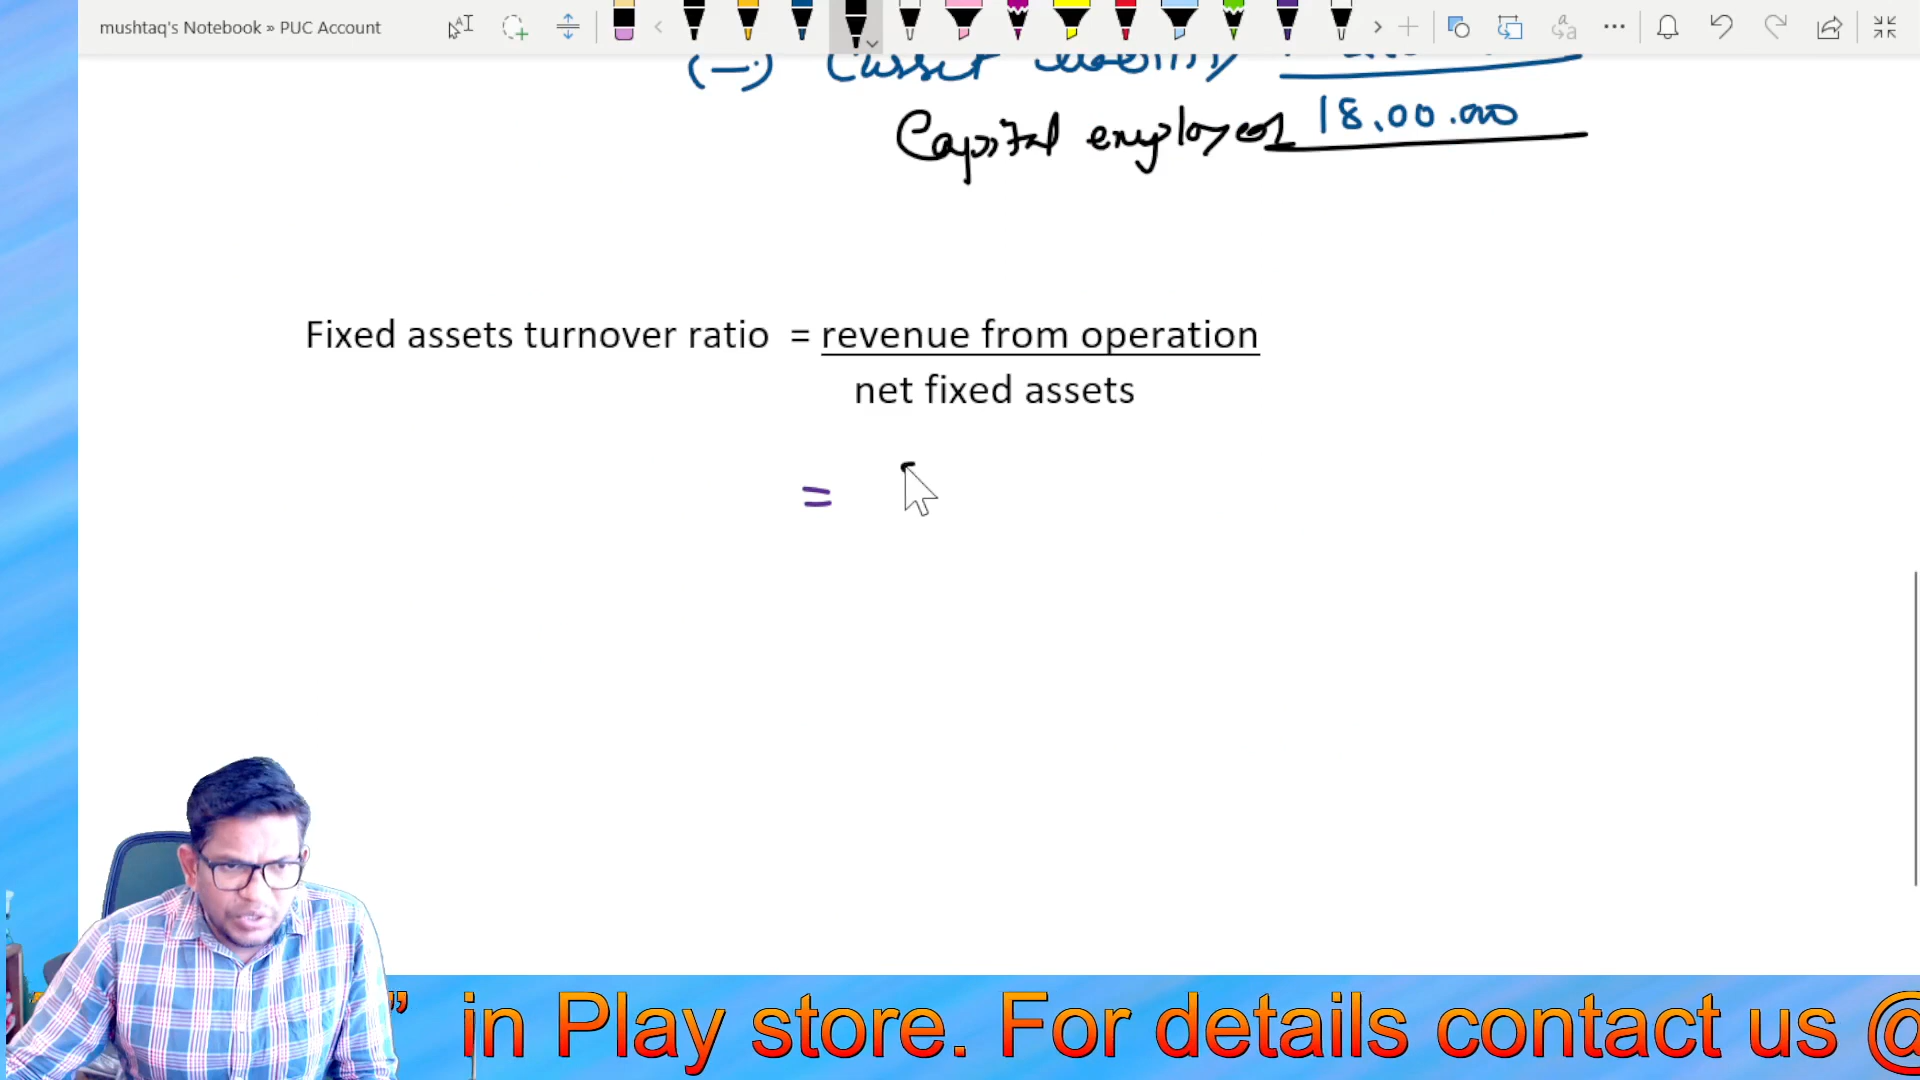 mushtaq's Notebook » PUC Account
(-)
Capital employed 18,00,000
Fixed assets turnover ratio = revenue from operation
net fixed assets
=
” in Play store. For details contact us @